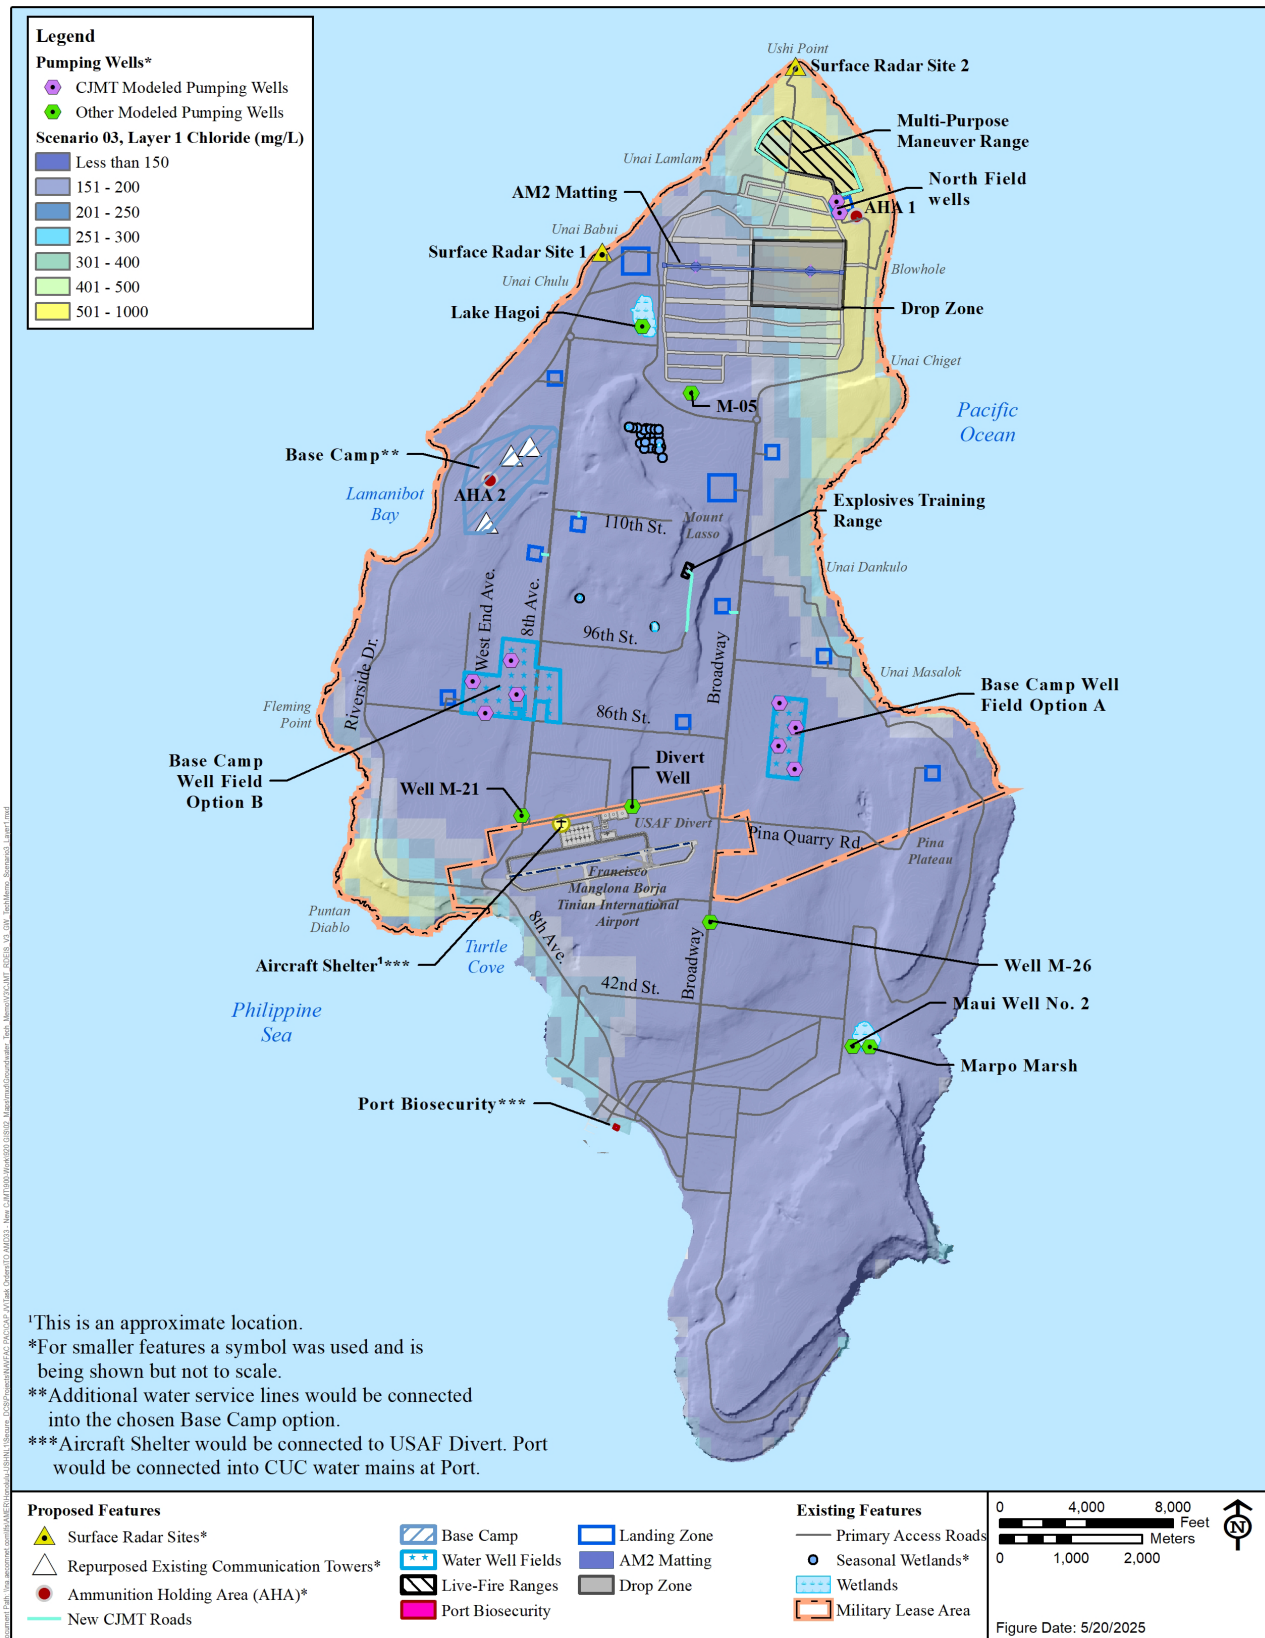 Legend
Pumping Wells*
CJMT Modeled Pumping Wells
Other Modeled Pumping Wells
Scenario 03, Layer 1 Chloride (mg/L)
Less than 150
151 - 200
201 - 250
251 - 300
301 - 400
401 - 500
501 - 1000
Ushi Point
Surface Radar Site 2
Multi-Purpose
Maneuver Range
Unai Lamlam
North Field
wells
AM2 Matting
AHA 1
Unai Babui
Surface Radar Site 1
Unai Chulu
Blowhole
Lake Hagoi
Drop Zone
Unai Chiget
M-05
Pacific
Ocean
Base Camp**
AHA 2
Lamanibot
Bay
Explosives Training
Range
110th St.
Mount
Lasso
Unai Dankulo
West End Ave.
8th Ave.
96th St.
Broadway
Riverside Dr.
Unai Masalok
Base Camp Well
Field Option A
Fleming
Point
86th St.
Base Camp
Well Field
Option B
Divert
Well
Well M-21
USAF Divert
Pina Quarry Rd.
Pina
Plateau
Francisco
Manglona Borja
Tinian International
Airport
Puntan
Diablo
8th Ave.
Turtle
Cove
Aircraft Shelter¹***
Broadway
Well M-26
42nd St.
Philippine
Sea
Maui Well No. 2
Marpo Marsh
Port Biosecurity***
¹This is an approximate location.
*For smaller features a symbol was used and is
being shown but not to scale.
**Additional water service lines would be connected
into the chosen Base Camp option.
***Aircraft Shelter would be connected to USAF Divert. Port
would be connected into CUC water mains at Port.
Proposed Features
Surface Radar Sites*
Repurposed Existing Communication Towers*
Ammunition Holding Area (AHA)*
New CJMT Roads
Base Camp
Water Well Fields
Live-Fire Ranges
Port Biosecurity
Landing Zone
AM2 Matting
Drop Zone
Existing Features
Primary Access Roads
Seasonal Wetlands*
Wetlands
Military Lease Area
0 4,000 8,000
Feet
Meters
0 1,000 2,000
N
Figure Date: 5/20/2025